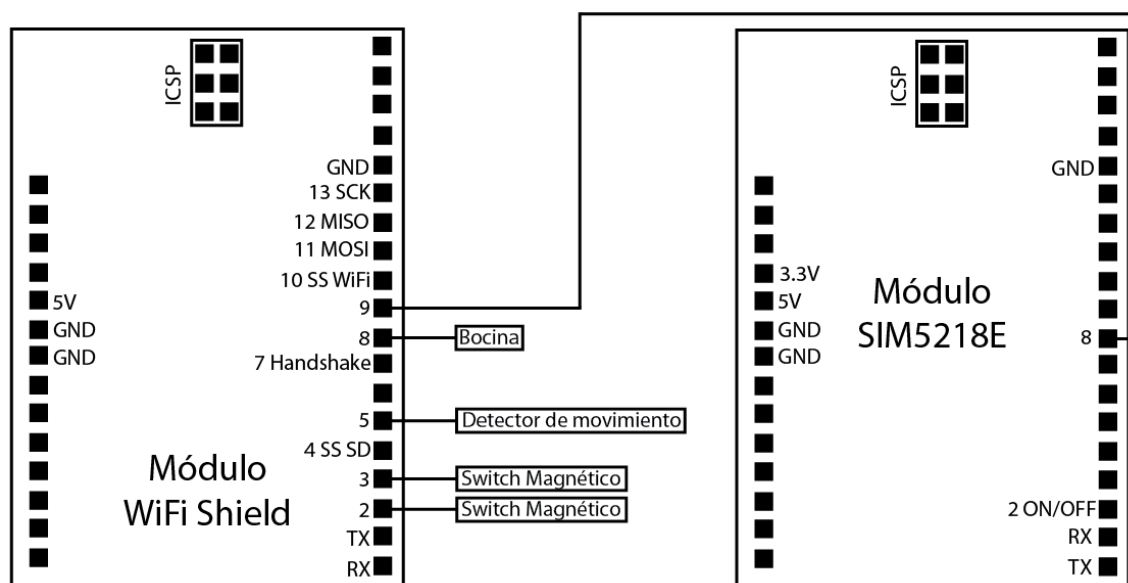 ICSP
GND
13 SCK
12 MISO
11 MOSI
10 SS WiFi
9
8
Bocina
7 Handshake
5
Detector de movimiento
4 SS SD
3
Switch Magnético
2
Switch Magnético
TX
RX
5V
GND
GND
Módulo
WiFi Shield
ICSP
GND
3.3V
5V
GND
GND
Módulo
SIM5218E
8
2 ON/OFF
RX
TX